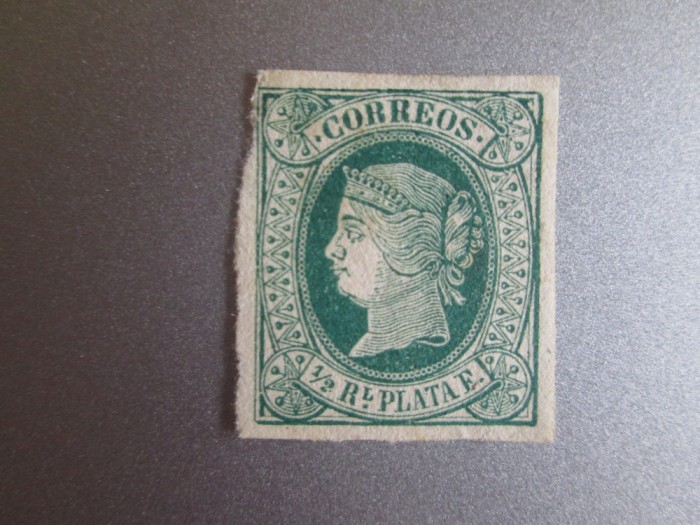 ·CORREOS·
½ RL PLATA F.